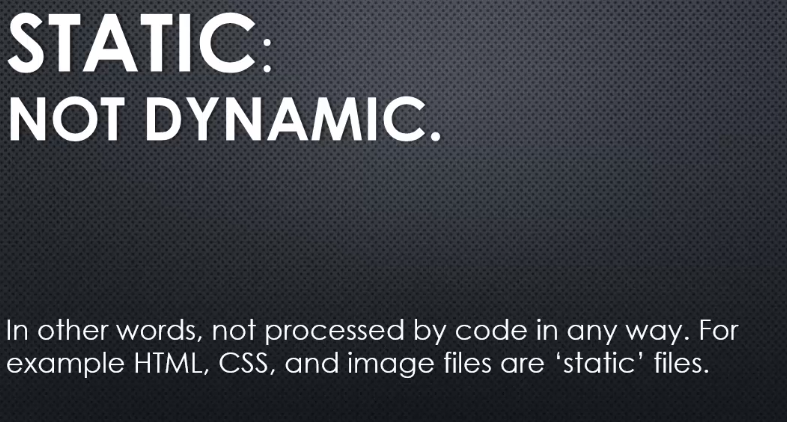 STATIC:
NOT DYNAMIC.
In other words, not processed by code in any way. For
example HTML, CSS, and image files are ‘static’ files.